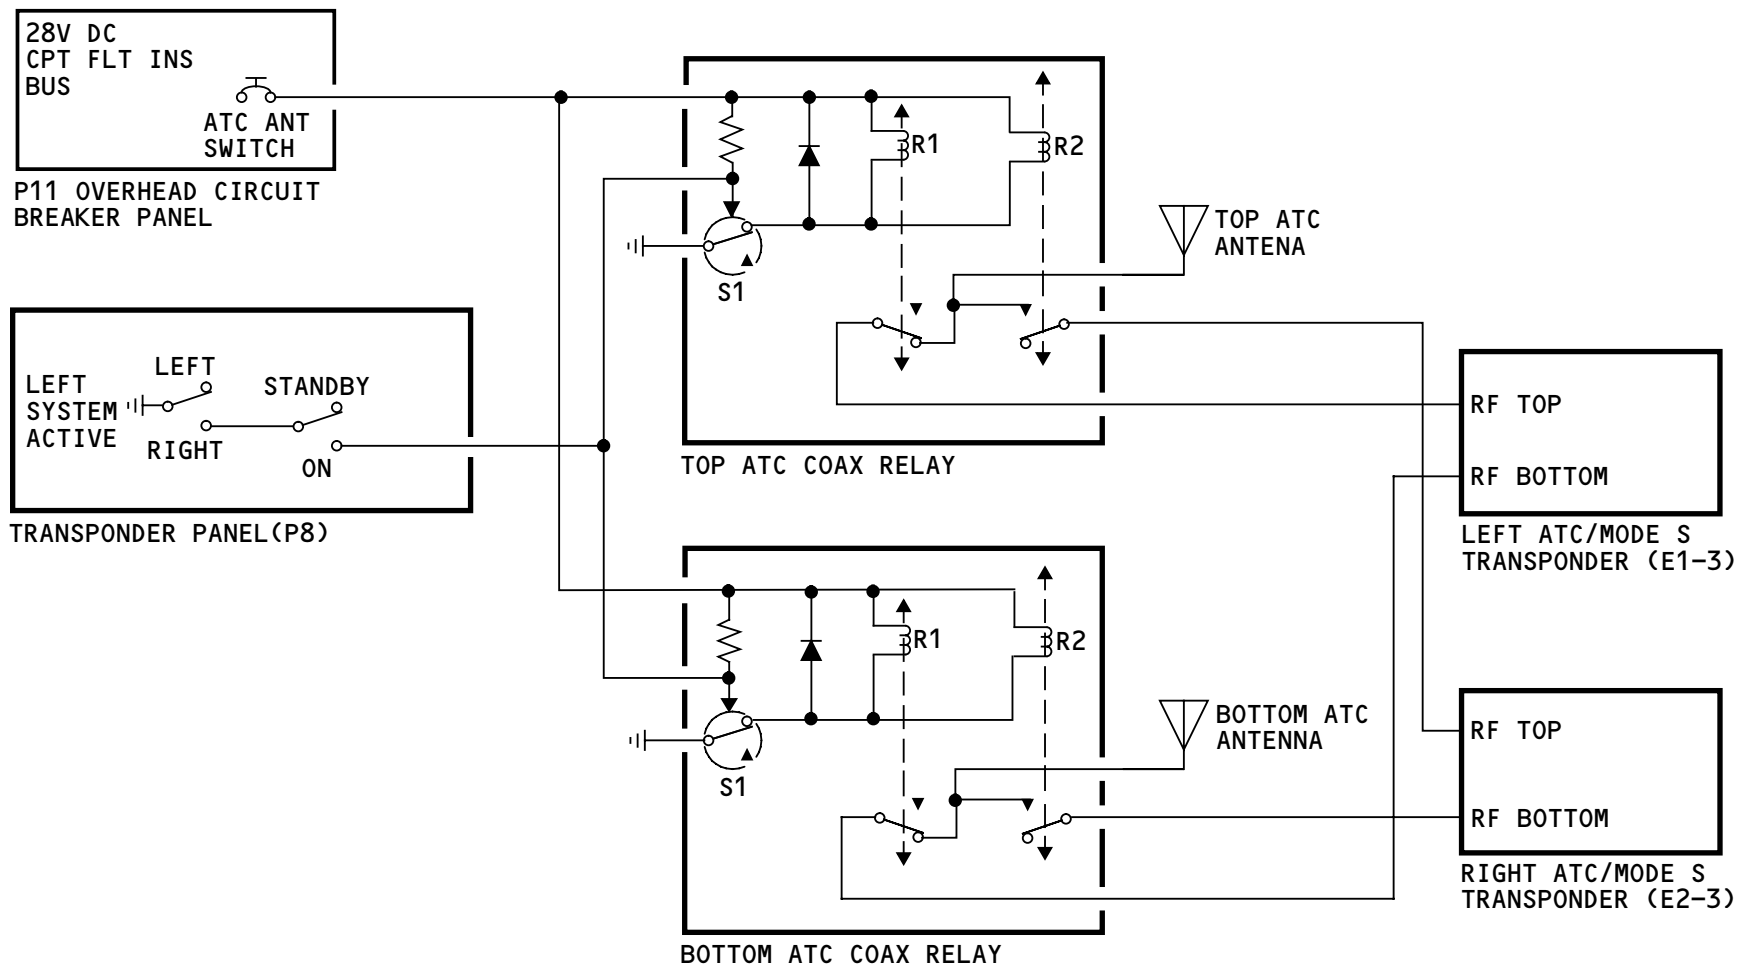 28V DC
CPT FLT INS
BUS
ATC ANT
SWITCH
P11 OVERHEAD CIRCUIT
BREAKER PANEL
R1
R2
S1
TOP ATC
ANTENA
TOP ATC COAX RELAY
LEFT
SYSTEM
ACTIVE
LEFT
RIGHT
STANDBY
ON
TRANSPONDER PANEL(P8)
RF TOP
RF BOTTOM
LEFT ATC/MODE S
TRANSPONDER (E1-3)
R1
R2
S1
BOTTOM ATC
ANTENNA
BOTTOM ATC COAX RELAY
RF TOP
RF BOTTOM
RIGHT ATC/MODE S
TRANSPONDER (E2-3)